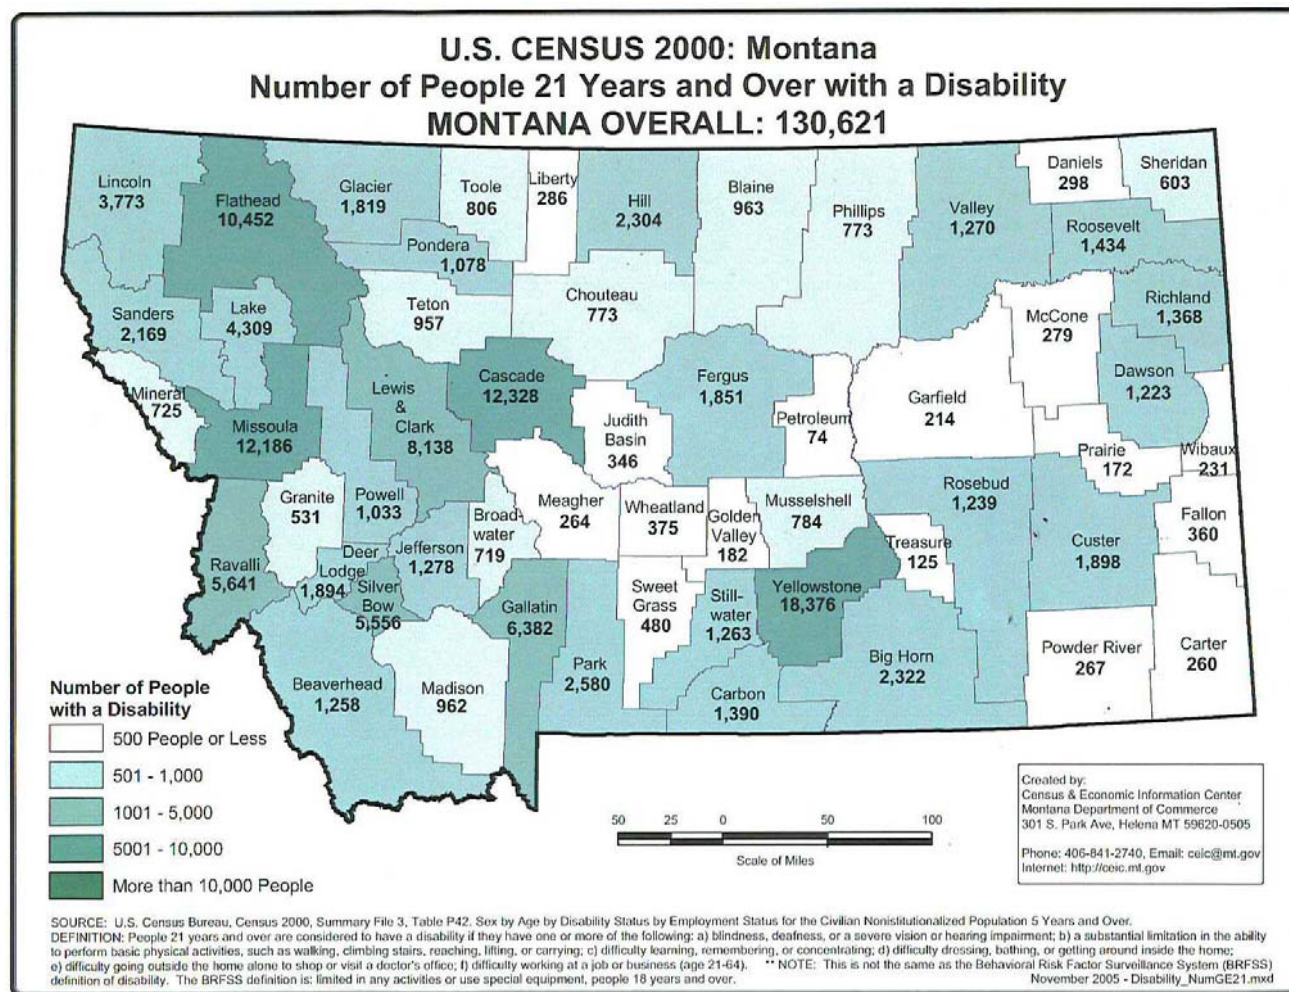 U.S. CENSUS 2000: Montana
Number of People 21 Years and Over with a Disability
MONTANA OVERALL: 130,621
Lincoln
3,773
Flathead
10,452
Glacier
1,819
Toole
806
Liberty
286
Hill
2,304
Blaine
963
Phillips
773
Valley
1,270
Daniels
298
Sheridan
603
Roosevelt
1,434
Pondera
1,078
Sanders
2,169
Lake
4,309
Teton
957
Chouteau
773
McCone
279
Richland
1,368
Mineral
725
Missoula
12,186
Lewis
&
Clark
8,138
Cascade
12,328
Judith
Basin
346
Fergus
1,851
Petroleum
74
Garfield
214
Dawson
1,223
Prairie
172
Wibaux
231
Granite
531
Powell
1,033
Broad-
water
719
Meagher
264
Wheatland
375
Golden
Valley
182
Musselshell
784
Rosebud
1,239
Treasure
125
Custer
1,898
Fallon
360
Ravalli
5,641
Deer
Lodge
1,894
Silver
Bow
5,556
Jefferson
1,278
Gallatin
6,382
Park
2,580
Sweet
Grass
480
Still-
water
1,263
Yellowstone
18,376
Big Horn
2,322
Powder River
267
Carter
260
Beaverhead
1,258
Madison
962
Carbon
1,390
Number of People
with a Disability
500 People or Less
501 - 1,000
1001 - 5,000
5001 - 10,000
More than 10,000 People
50 25 0 50 100
Scale of Miles
Created by:
Census & Economic Information Center
Montana Department of Commerce
301 S. Park Ave, Helena MT 59620-0505
Phone: 406-841-2740, Email: ceic@mt.gov
Internet: http://ceic.mt.gov
SOURCE: U.S. Census Bureau, Census 2000, Summary File 3, Table P42. Sex by Age by Disability Status by Employment Status for the Civilian Nonistitutionalized Population 5 Years and Over.
DEFINITION: People 21 years and over are considered to have a disability if they have one or more of the following: a) blindness, deafness, or a severe vision or hearing impairment; b) a substantial limitation in the ability
to perform basic physical activities, such as walking, climbing stairs, reaching, lifting, or carrying; c) difficulty learning, remembering, or concentrating; d) difficulty dressing, bathing, or getting around inside the home;
e) difficulty going outside the home alone to shop or visit a doctor's office; f) difficulty working at a job or business (age 21-64). ** NOTE: This is not the same as the Behavioral Risk Factor Surveillance System (BRFSS)
definition of disability. The BRFSS definition is: limited in any activities or use special equipment, people 18 years and over. November 2005 - Disability_NumGE21.mxd